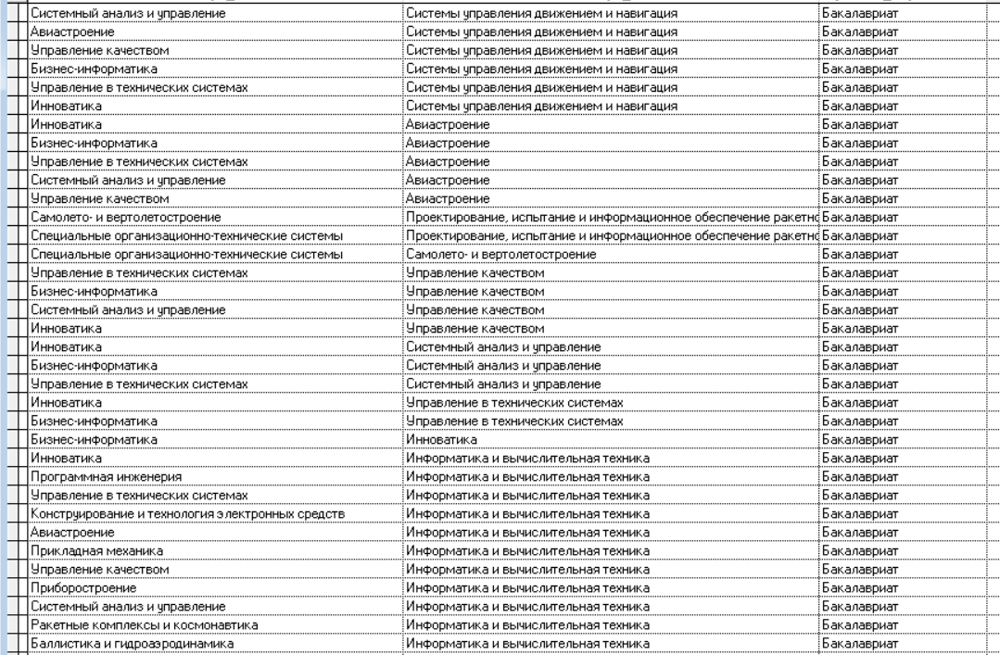 Системный анализ и управление Системы управления движением и навигация Бакалавриат
Авиастроение Системы управления движением и навигация Бакалавриат
Управление качеством Системы управления движением и навигация Бакалавриат
Бизнес-информатика Системы управления движением и навигация Бакалавриат
Управление в технических системах Системы управления движением и навигация Бакалавриат
Инноватика Системы управления движением и навигация Бакалавриат
Инноватика Авиастроение Бакалавриат
Бизнес-информатика Авиастроение Бакалавриат
Управление в технических системах Авиастроение Бакалавриат
Системный анализ и управление Авиастроение Бакалавриат
Управление качеством Авиастроение Бакалавриат
Самолето- и вертолетостроение Проектирование, испытание и информационное обеспечение ракетно Бакалавриат
Специальные организационно-технические системы Проектирование, испытание и информационное обеспечение ракетно Бакалавриат
Специальные организационно-технические системы Самолето- и вертолетостроение Бакалавриат
Управление в технических системах Управление качеством Бакалавриат
Бизнес-информатика Управление качеством Бакалавриат
Системный анализ и управление Управление качеством Бакалавриат
Инноватика Управление качеством Бакалавриат
Инноватика Системный анализ и управление Бакалавриат
Бизнес-информатика Системный анализ и управление Бакалавриат
Управление в технических системах Системный анализ и управление Бакалавриат
Инноватика Управление в технических системах Бакалавриат
Бизнес-информатика Управление в технических системах Бакалавриат
Бизнес-информатика Инноватика Бакалавриат
Инноватика Информатика и вычислительная техника Бакалавриат
Программная инженерия Информатика и вычислительная техника Бакалавриат
Управление в технических системах Информатика и вычислительная техника Бакалавриат
Конструирование и технология электронных средств Информатика и вычислительная техника Бакалавриат
Авиастроение Информатика и вычислительная техника Бакалавриат
Прикладная механика Информатика и вычислительная техника Бакалавриат
Управление качеством Информатика и вычислительная техника Бакалавриат
Приборостроение Информатика и вычислительная техника Бакалавриат
Системный анализ и управление Информатика и вычислительная техника Бакалавриат
Ракетные комплексы и космонавтика Информатика и вычислительная техника Бакалавриат
Баллистика и гидроаэродинамика Информатика и вычислительная техника Бакалавриат